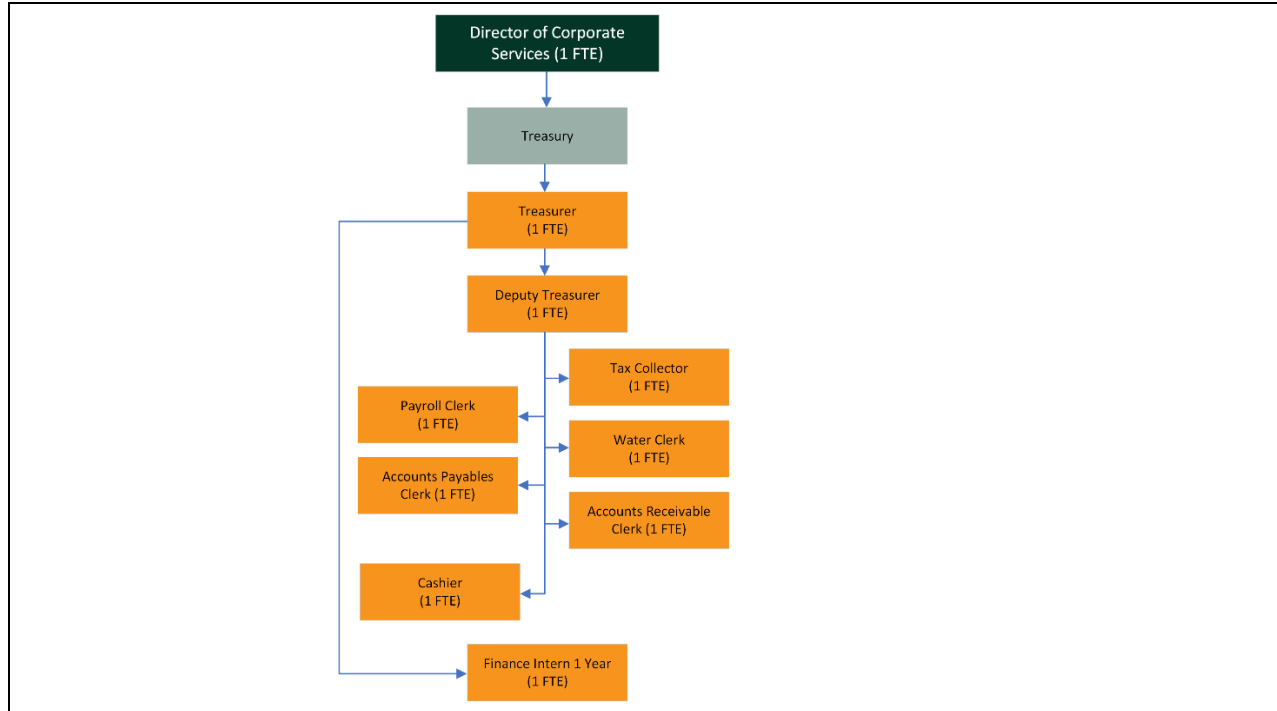 Director of Corporate
Services (1 FTE)
Treasury
Treasurer
(1 FTE)
Deputy Treasurer
(1 FTE)
Tax Collector
(1 FTE)
Payroll Clerk
(1 FTE)
Water Clerk
(1 FTE)
Accounts Payables
Clerk (1 FTE)
Accounts Receivable
Clerk (1 FTE)
Cashier
(1 FTE)
Finance Intern 1 Year
(1 FTE)